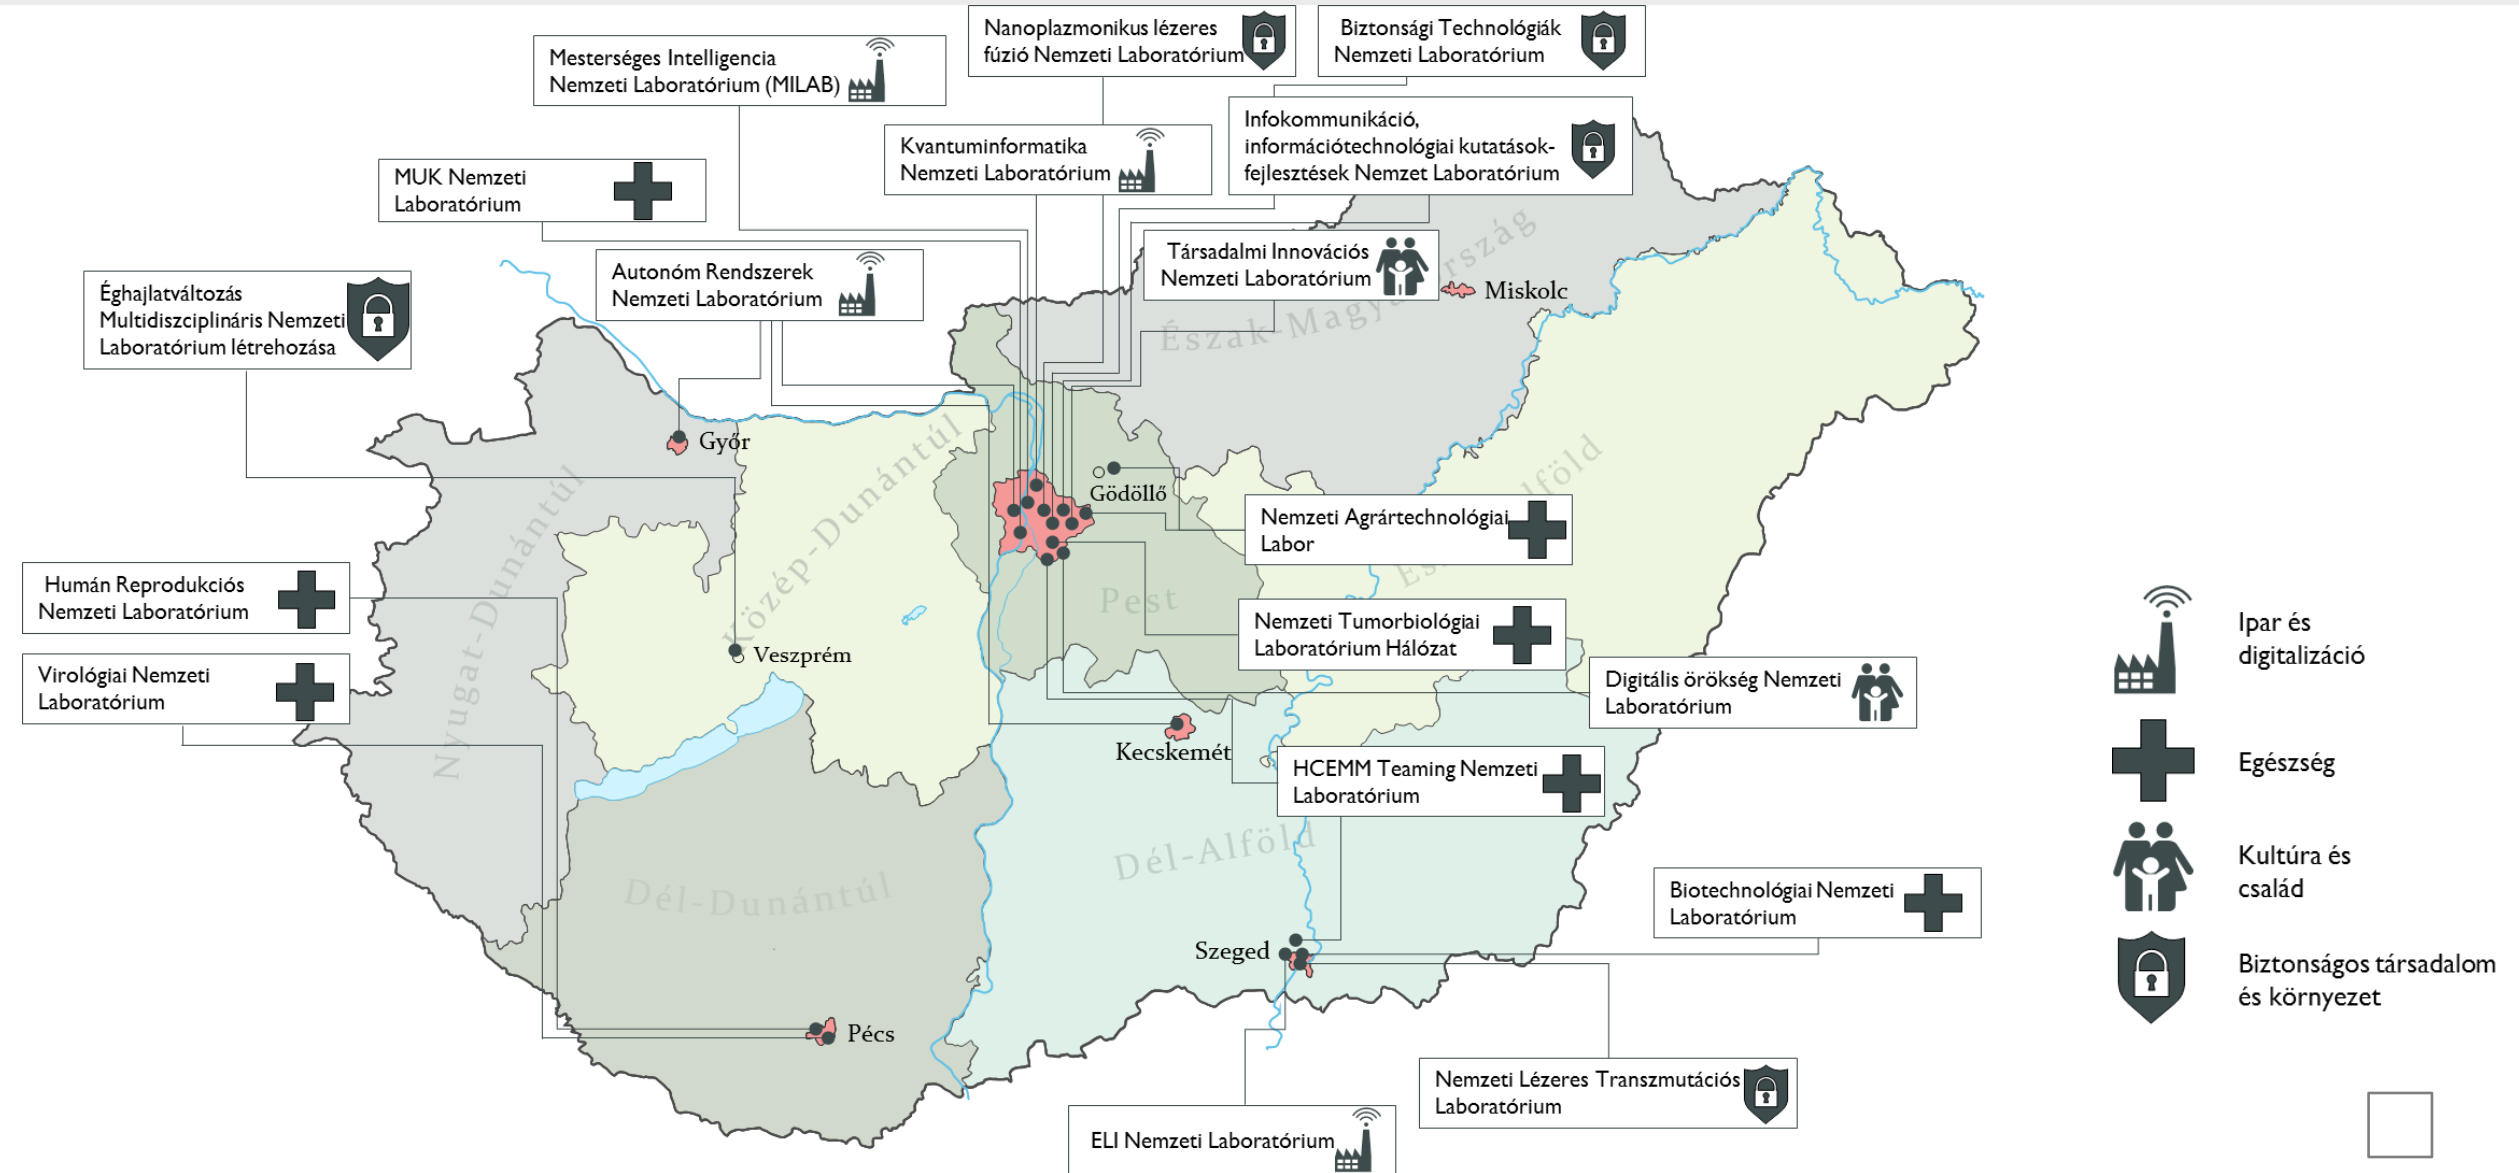 Nanoplazmonikus lézeres
fúzió Nemzeti Laboratórium
Biztonsági Technológiák
Nemzeti Laboratórium
Mesterséges Intelligencia
Nemzeti Laboratórium (MILAB)
Infokommunikáció,
információtechnológiai kutatások-
fejlesztések Nemzet Laboratórium
Kvantuminformatika
Nemzeti Laboratórium
MUK Nemzeti
Laboratórium
Társadalmi Innovációs
Nemzeti Laboratórium
Autonóm Rendszerek
Nemzeti Laboratórium
Éghajlatváltozás
Multidiszciplináris Nemzeti
Laboratórium létrehozása
Miskolc
Észak-Magy
rország
Győr
Gödöllő
Nyugat-Dunántúl
Közép-Dunántúl
lföld
Nemzeti Agrártechnológiai
Labor
Pest
Humán Reprodukciós
Nemzeti Laboratórium
Nemzeti Tumorbiológiai
Laboratórium Hálózat
Veszprém
Virológiai Nemzeti
Laboratórium
Digitális örökség Nemzeti
Laboratórium
Kecskemét
HCEMM Teaming Nemzeti
Laboratórium
Dél-Alföld
Dél-Dunántúl
Biotechnológiai Nemzeti
Laboratórium
Szeged
Pécs
Nemzeti Lézeres Transzmutációs
Laboratórium
ELI Nemzeti Laboratórium
Ipar és
digitalizáció
Egészség
Kultúra és
család
Biztonságos társadalom
és környezet